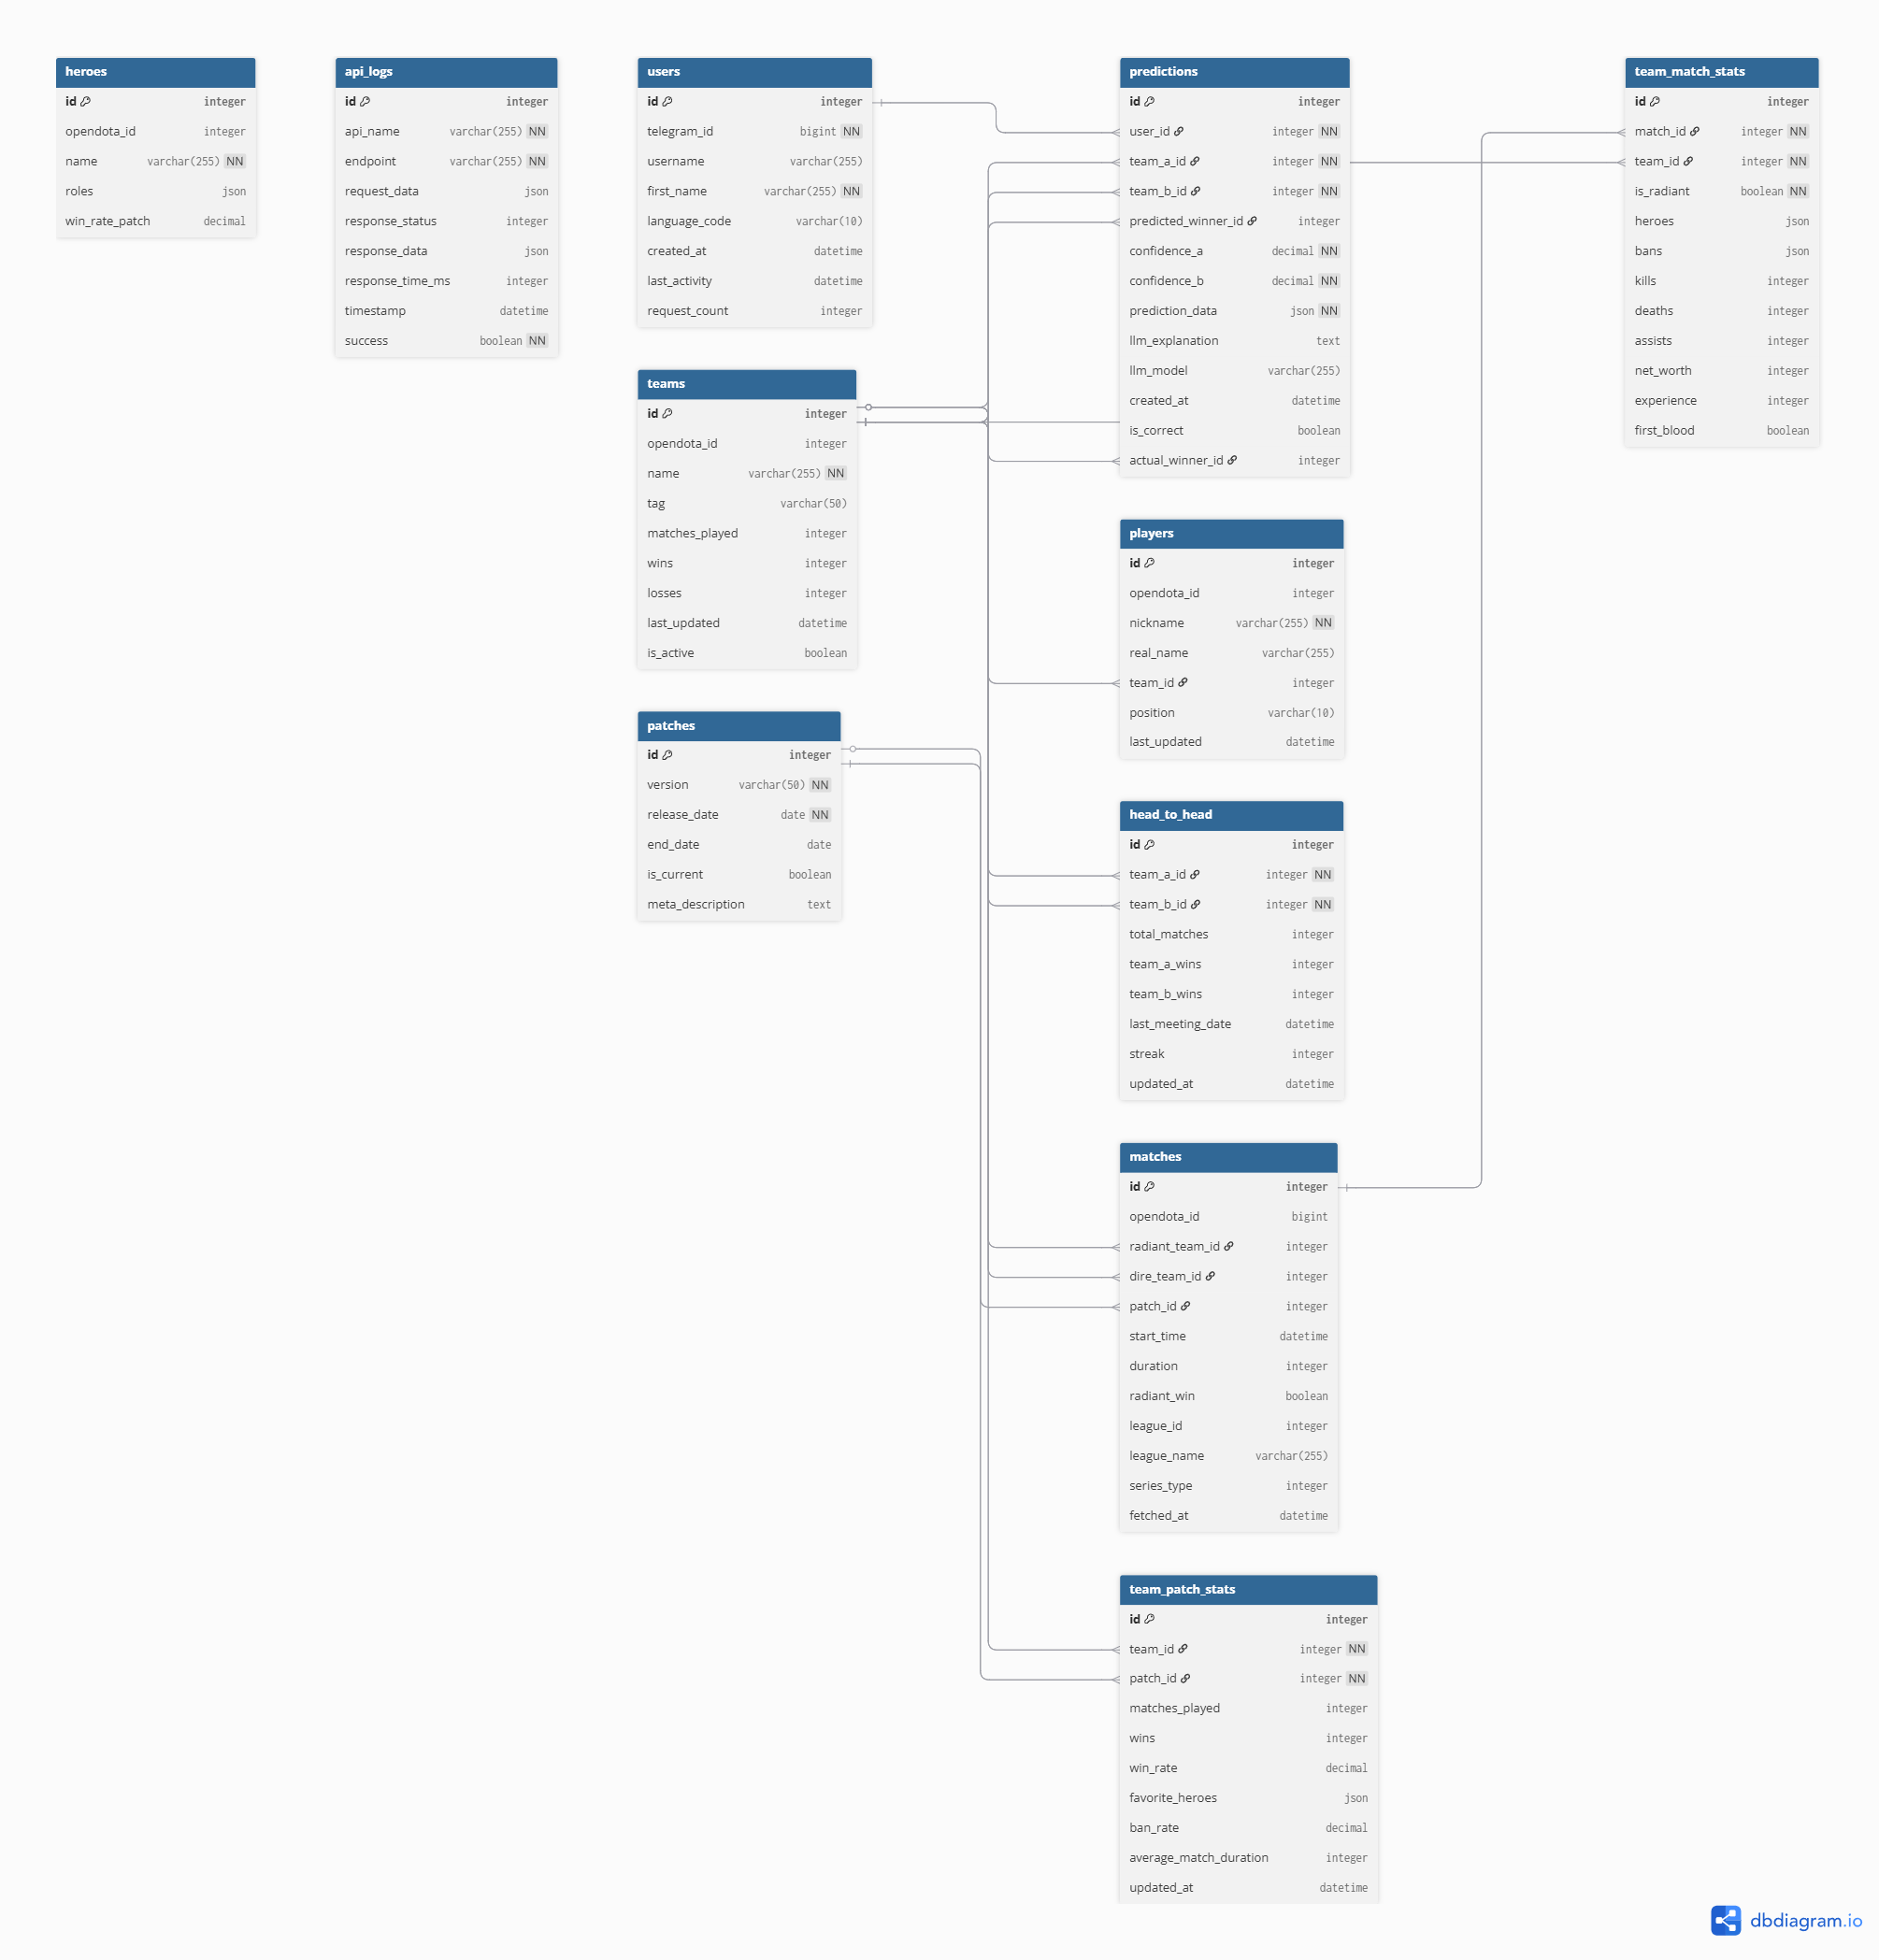 heroes
id integer
opendota_id integer
name varchar(255) NN
roles json
win_rate_patch decimal
api_logs
id integer
api_name varchar(255) NN
endpoint varchar(255) NN
request_data json
response_status integer
response_data json
response_time_ms integer
timestamp datetime
success boolean NN
users
id integer
telegram_id bigint NN
username varchar(255)
first_name varchar(255) NN
language_code varchar(10)
created_at datetime
last_activity datetime
request_count integer
teams
id integer
opendota_id integer
name varchar(255) NN
tag varchar(50)
matches_played integer
wins integer
losses integer
last_updated datetime
is_active boolean
patches
id integer
version varchar(50) NN
release_date date NN
end_date date
is_current boolean
meta_description text
predictions
id integer
user_id integer NN
team_a_id integer NN
team_b_id integer NN
predicted_winner_id integer
confidence_a decimal NN
confidence_b decimal NN
prediction_data json NN
llm_explanation text
llm_model varchar(255)
created_at datetime
is_correct boolean
actual_winner_id integer
players
id integer
opendota_id integer
nickname varchar(255) NN
real_name varchar(255)
team_id integer
position varchar(10)
last_updated datetime
head_to_head
id integer
team_a_id integer NN
team_b_id integer NN
total_matches integer
team_a_wins integer
team_b_wins integer
last_meeting_date datetime
streak integer
updated_at datetime
matches
id integer
opendota_id bigint
radiant_team_id integer
dire_team_id integer
patch_id integer
start_time datetime
duration integer
radiant_win boolean
league_id integer
league_name varchar(255)
series_type integer
fetched_at datetime
team_patch_stats
id integer
team_id integer NN
patch_id integer NN
matches_played integer
wins integer
win_rate decimal
favorite_heroes json
ban_rate decimal
average_match_duration integer
updated_at datetime
team_match_stats
id integer
match_id integer NN
team_id integer NN
is_radiant boolean NN
heroes json
bans json
kills integer
deaths integer
assists integer
net_worth integer
experience integer
first_blood boolean
dbdiagram.io